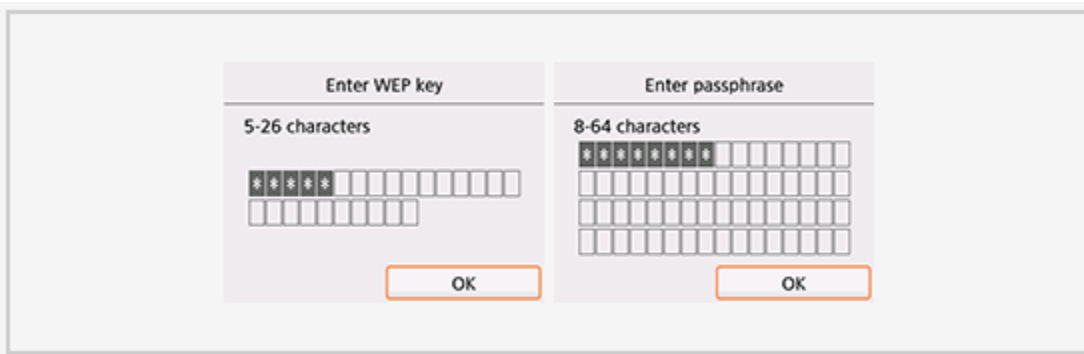 Enter WEP key
5-26 characters
*****
OK
Enter passphrase
8-64 characters
********
OK